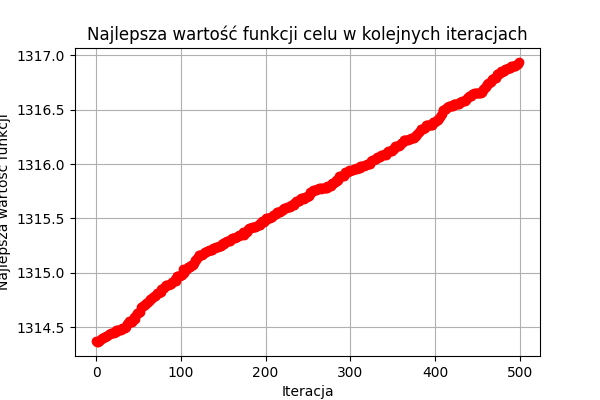 Najlepsza wartość funkcji celu w kolejnych iteracjach
1317.0
1316.5
1316.0
1315.5
1315.0
1314.5
Najlepsza wartość funkcji
0 100 200 300 400 500
Iteracja